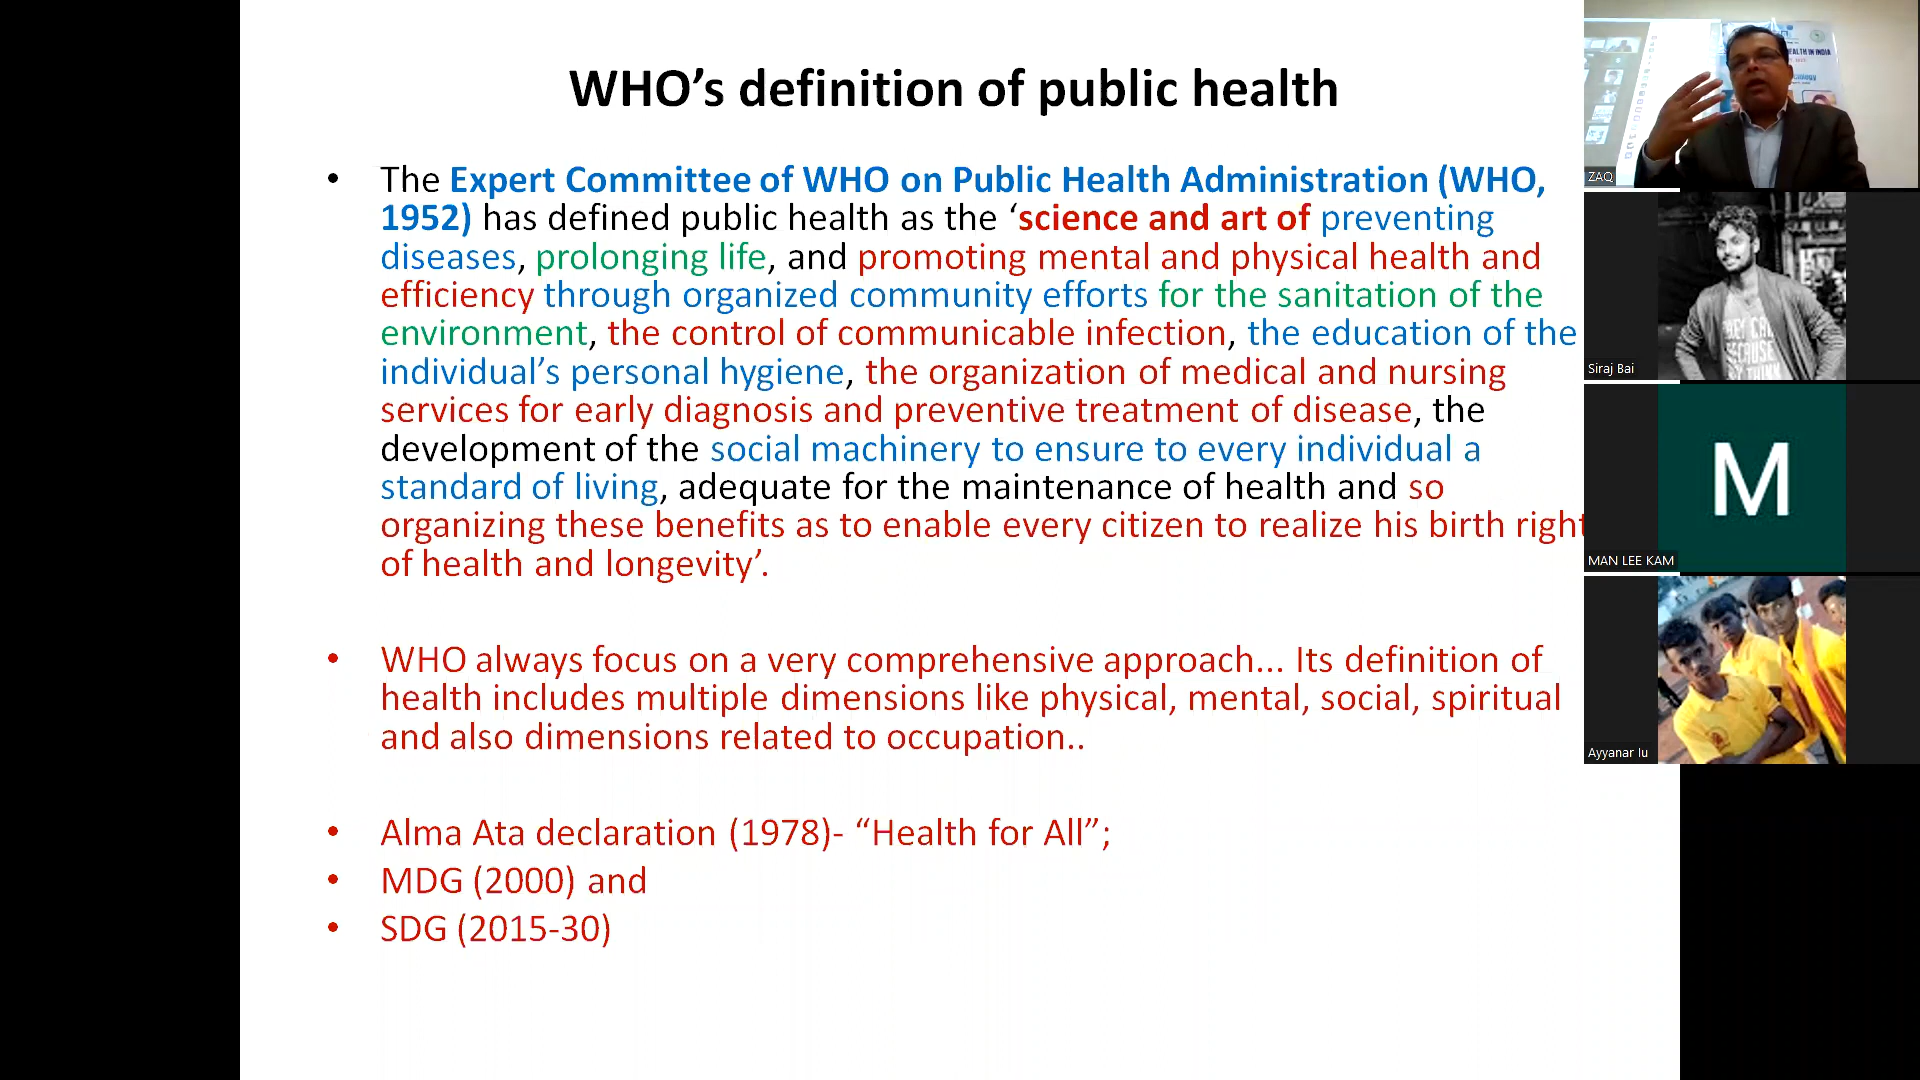 WHO’s definition of public health
• The Expert Committee of WHO on Public Health Administration (WHO,
1952) has defined public health as the ‘science and art of preventing
diseases, prolonging life, and promoting mental and physical health and
efficiency through organized community efforts for the sanitation of the
environment, the control of communicable infection, the education of the
individual’s personal hygiene, the organization of medical and nursing
services for early diagnosis and preventive treatment of disease, the
development of the social machinery to ensure to every individual a
standard of living, adequate for the maintenance of health and so
organizing these benefits as to enable every citizen to realize his birth right
of health and longevity’.
• WHO always focus on a very comprehensive approach... Its definition of
health includes multiple dimensions like physical, mental, social, spiritual
and also dimensions related to occupation..
• Alma Ata declaration (1978)- “Health for All”;
• MDG (2000) and
• SDG (2015-30)
HEALTH IN INDIA
ZAQ
Siraj Bai
M
MAN LEE KAM
Ayyanar Iu